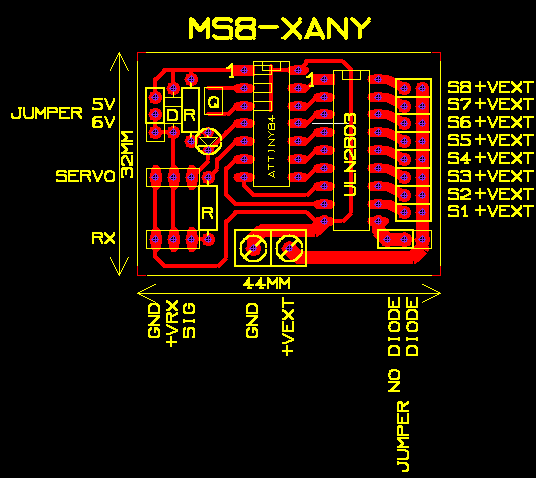 MS8-XANY
1
1
S8+VEXT
S7+VEXT
S6+VEXT
S5+VEXT
S4+VEXT
S3+VEXT
S2+VEXT
S1+VEXT
JUMPER
5V
6V
D
R
Q
ATTINY84
ULN2803
32MM
SERVO
R
RX
44MM
GND
+VRX
SIG
GND
+VEXT
NO DIODE
DIODE
JUMPER